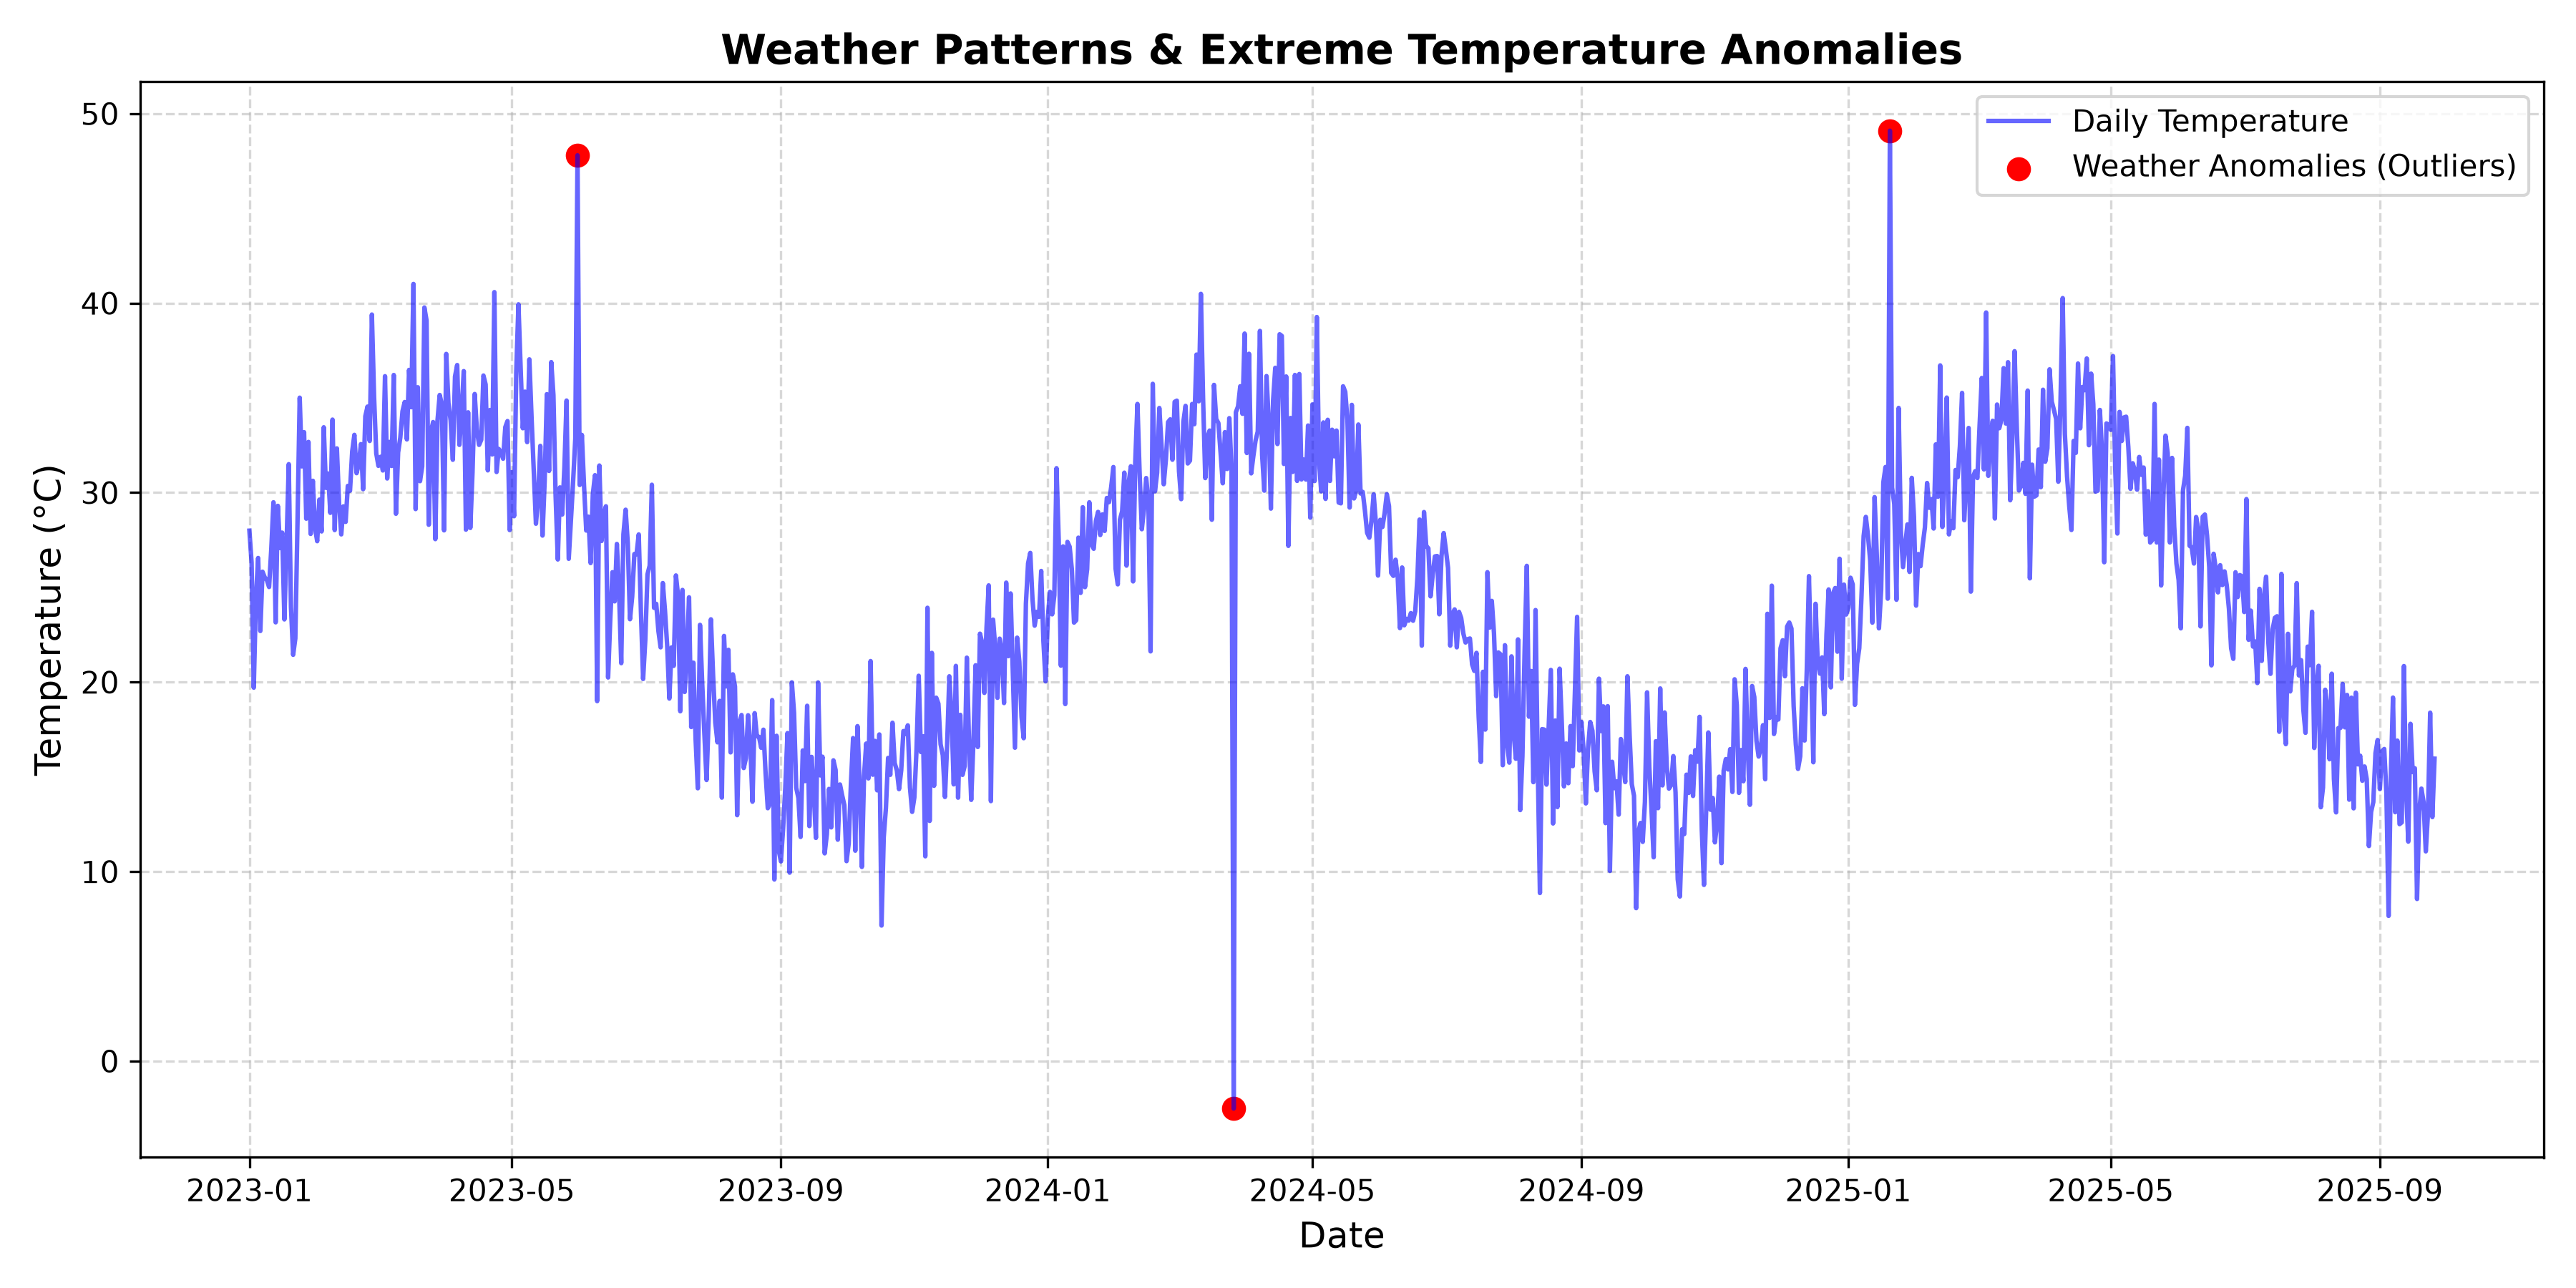 Weather Patterns & Extreme Temperature Anomalies
Temperature (°C)
50
40
30
20
10
0
Daily Temperature
Weather Anomalies (Outliers)
2023-01 2023-05 2023-09 2024-01 2024-05 2024-09 2025-01 2025-05 2025-09
Date